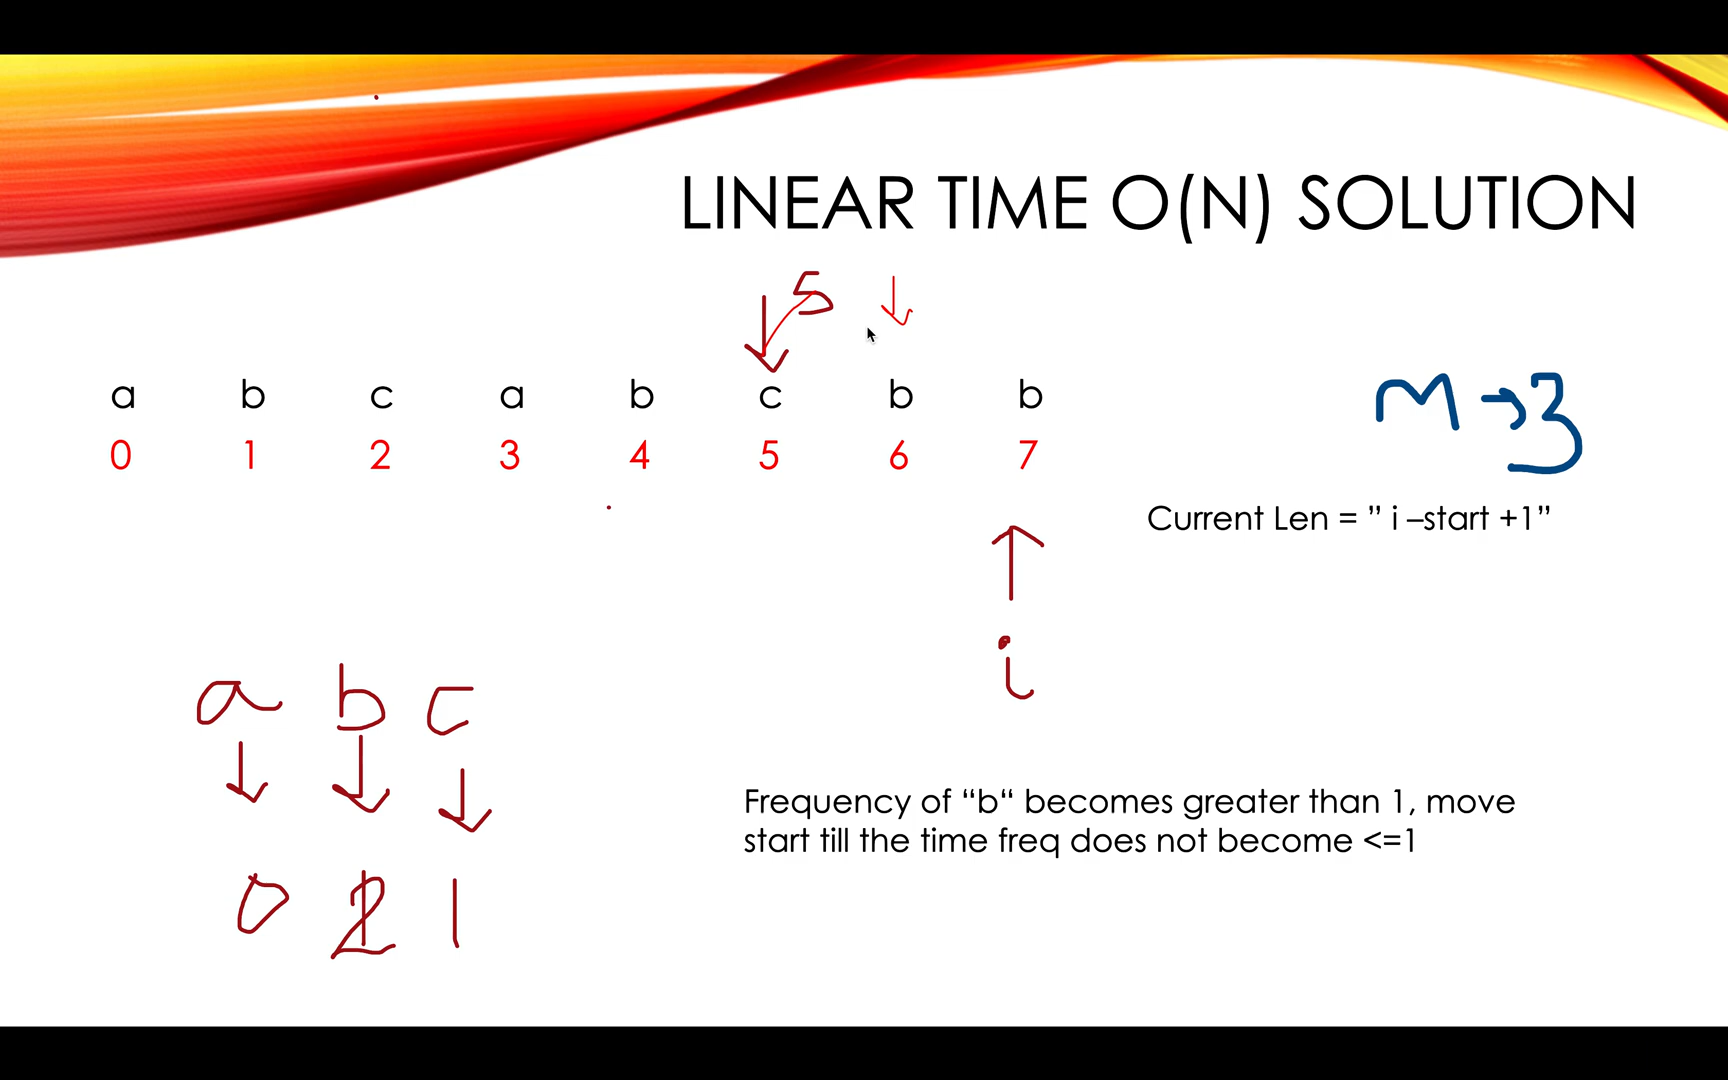 LINEAR TIME O(N) SOLUTION
5
a b c a b c b b
0 1 2 3 4 5 6 7
M → 3
Current Len = ” i –start +1”
i
a b c
Frequency of “b“ becomes greater than 1, move
start till the time freq does not become <=1
0 2 1